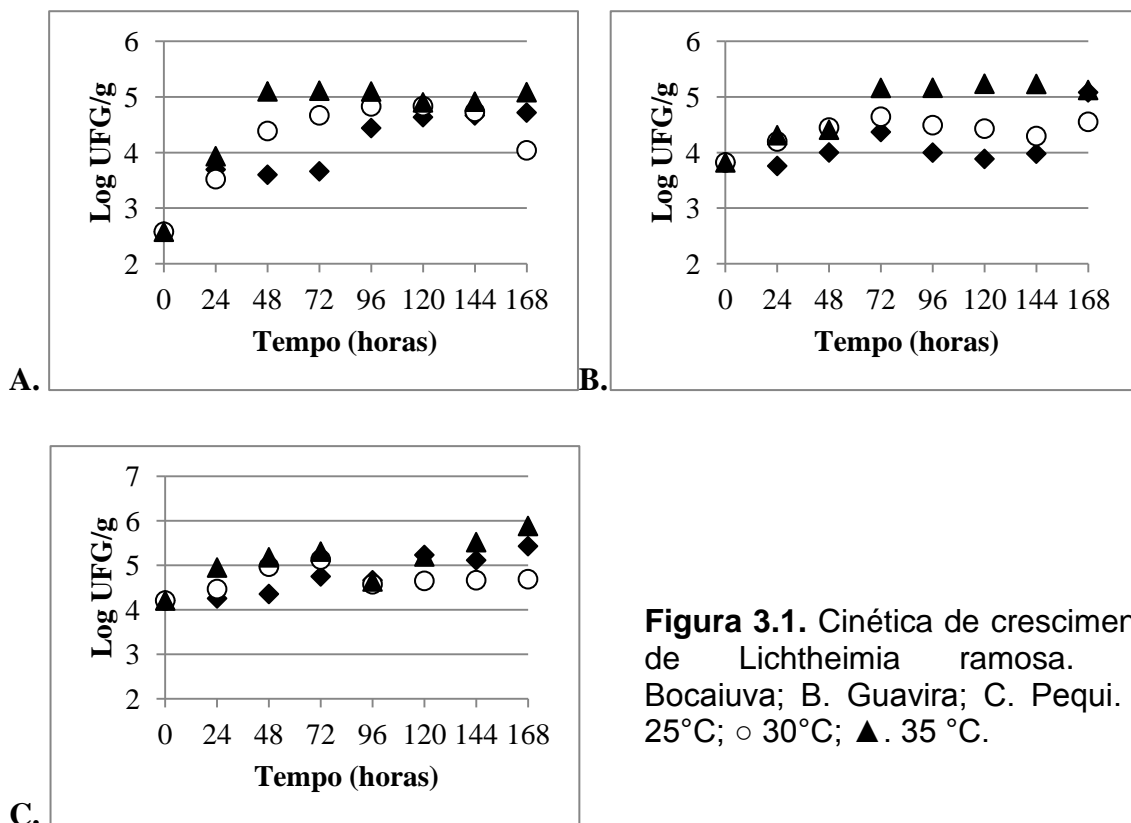 6
5
4
3
2
Log UFG/g
0 24 48 72 96 120 144 168
Tempo (horas)
A.
6
5
4
3
2
Log UFG/g
0 24 48 72 96 120 144 168
Tempo (horas)
B.
7
6
5
4
3
2
Log UFG/g
0 24 48 72 96 120 144 168
Tempo (horas)
C.
Figura 3.1. Cinética de crescimen
de Lichtheimia ramosa.
Bocaiuva; B. Guavira; C. Pequi.
25°C; ○ 30°C; ▲. 35 °C.